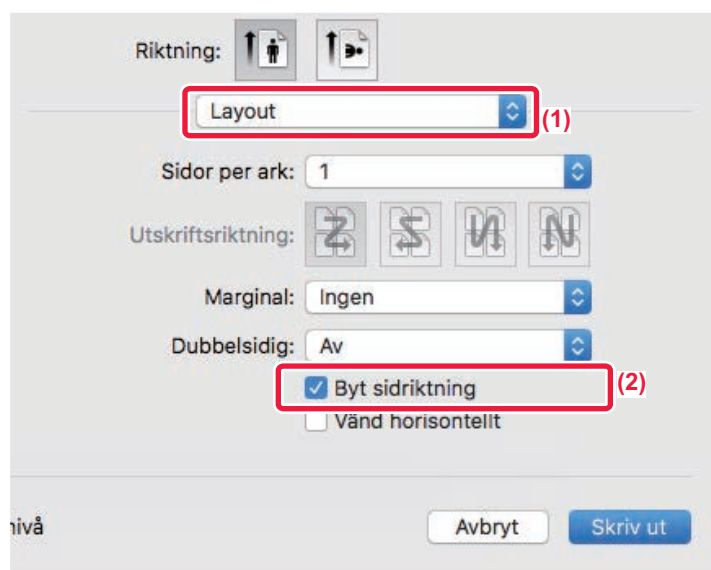 Riktning:
Layout
(1)
Sidor per ark: 1
Utskriftsriktning:
Marginal: Ingen
Dubbelsidig: Av
Byt sidriktning
(2)
Vänd horisontellt
nivå Avbryt Skriv ut